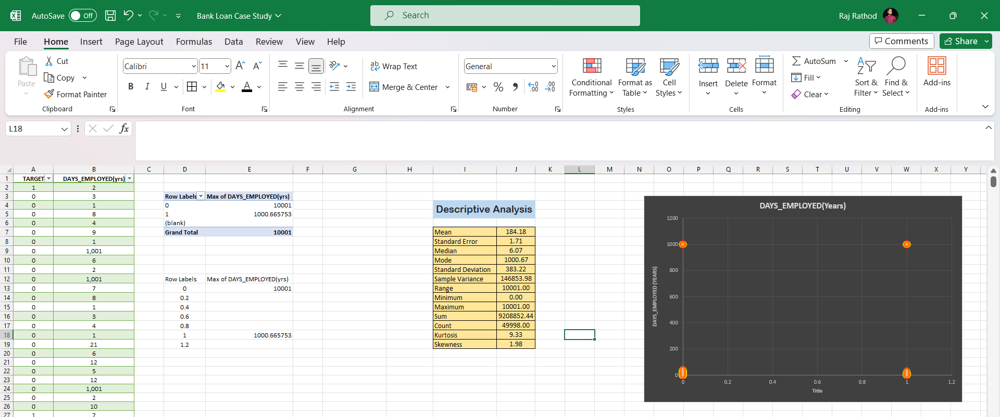 AutoSave Off Bank Loan Case Study Search Raj Rathod
File Home Insert Page Layout Formulas Data Review View Help Comments Share
Paste Cut Copy Format Painter Clipboard
Calibri 11 B I U A Font
Wrap Text Merge & Center Alignment
General % Number
Conditional Formatting Format as Table Cell Styles Styles
Insert Delete Format Cells
AutoSum Fill Clear Sort & Filter Find & Select Editing
Add-ins Add-ins
L18 fx
A B C D E F G H I J K L M N O P Q R S T U V W X Y
1 TARGET DAYS_EMPLOYED(yrs)
2 1 2
3 0 3
4 0 1
5 0 8
6 0 4
7 0 9
8 0 1
9 0 1,001
10 0 6
11 0 2
12 0 1,001
13 0 7
14 0 8
15 0 1
16 0 3
17 0 4
18 0 1
19 0 21
20 0 6
21 0 12
22 0 5
23 0 12
24 0 1,001
25 0 2
26 0 10
27 1 7
Row Labels Max of DAYS_EMPLOYED(yrs)
0 10001
1 1000.665753
(blank)
Grand Total 10001
Row Labels Max of DAYS_EMPLOYED(yrs)
0 10001
0.2
0.4
0.6
0.8
1 1000.665753
1.2
Descriptive Analysis
Mean 184.18
Standard Error 1.71
Median 6.07
Mode 1000.67
Standard Deviation 383.22
Sample Variance 146853.98
Range 10001.00
Minimum 0.00
Maximum 10001.00
Sum 9208852.44
Count 49998.00
Kurtosis 9.33
Skewness 1.98
DAYS_EMPLOYED(Years)
DAYS_EMPLOYED (YEARS)
1200
1000
800
600
400
200
0
0 0.2 0.4 0.6 0.8 1 1.2
Title